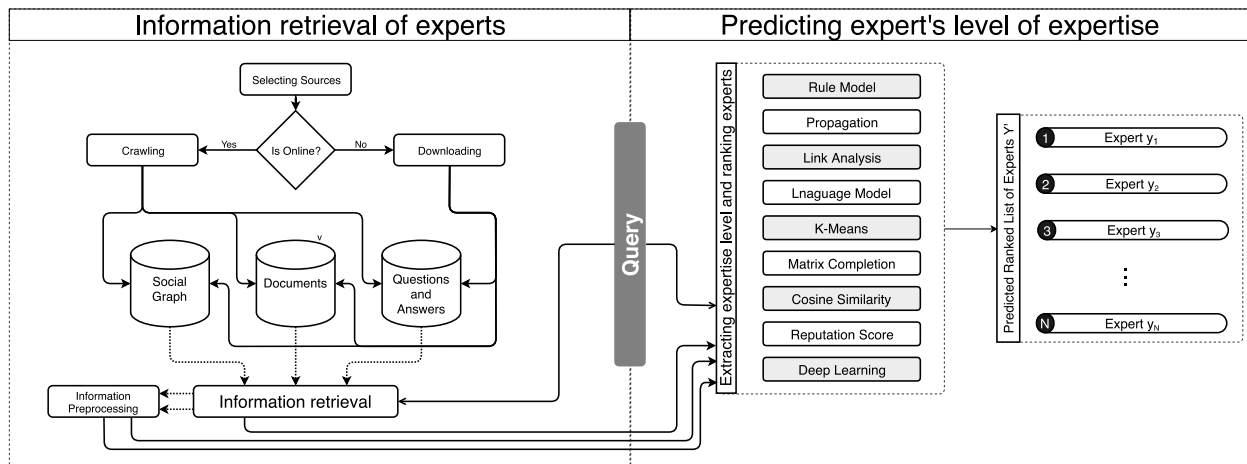 Information retrieval of experts
Predicting expert's level of expertise
Selecting Sources
Is Online?
Yes
No
Crawling
Downloading
v
Social
Graph
Documents
Questions
and
Answers
Information retrieval
Information
Preprocessing
Query
Extracting expertise level and ranking experts
Rule Model
Propagation
Link Analysis
Lnaguage Model
K-Means
Matrix Completion
Cosine Similarity
Reputation Score
Deep Learning
Predicted Ranked List of Experts Y'
1 Expert y1
2 Expert y2
3 Expert y3
⋮
N Expert yN